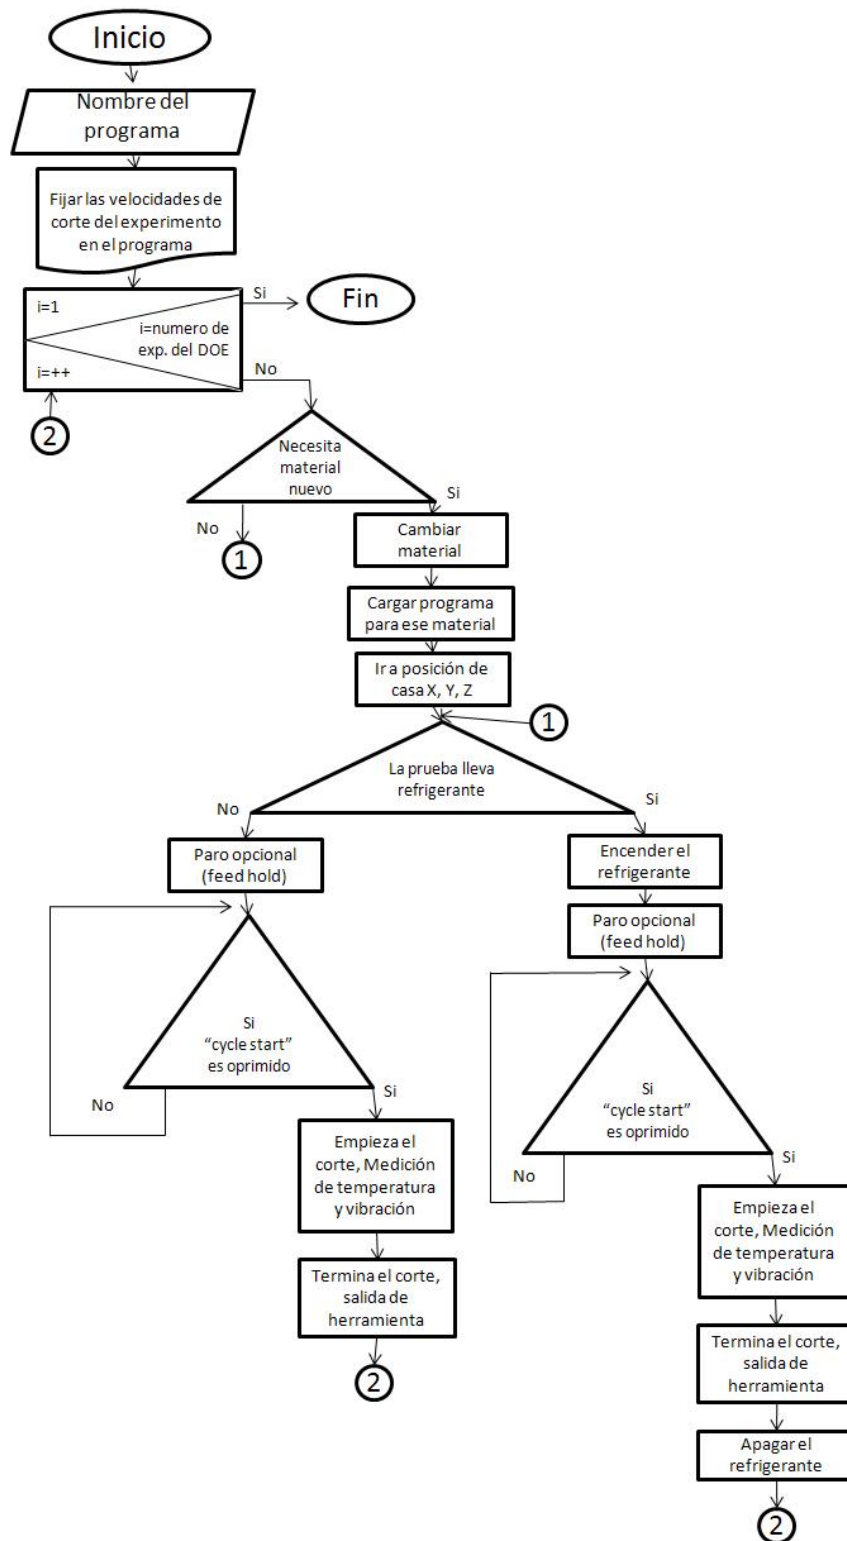 Inicio
Nombre del
programa
Fijar las velocidades de
corte del experimento
en el programa
i=1
i=numero de
exp. del DOE
i=++
Si
Fin
No
2
Necesita
material
nuevo
Si
No
1
Cambiar
material
Cargar programa
para ese material
Ir a posición de
casa X, Y, Z
1
La prueba lleva
refrigerante
No
Si
Paro opcional
(feed hold)
Si
"cycle start"
es oprimido
No
Si
Empieza el
corte, Medición
de temperatura
y vibración
Termina el corte,
salida de
herramienta
2
Encender el
refrigerante
Paro opcional
(feed hold)
Si
"cycle start"
es oprimido
No
Si
Empieza el
corte, Medición
de temperatura
y vibración
Termina el corte,
salida de
herramienta
Apagar el
refrigerante
2